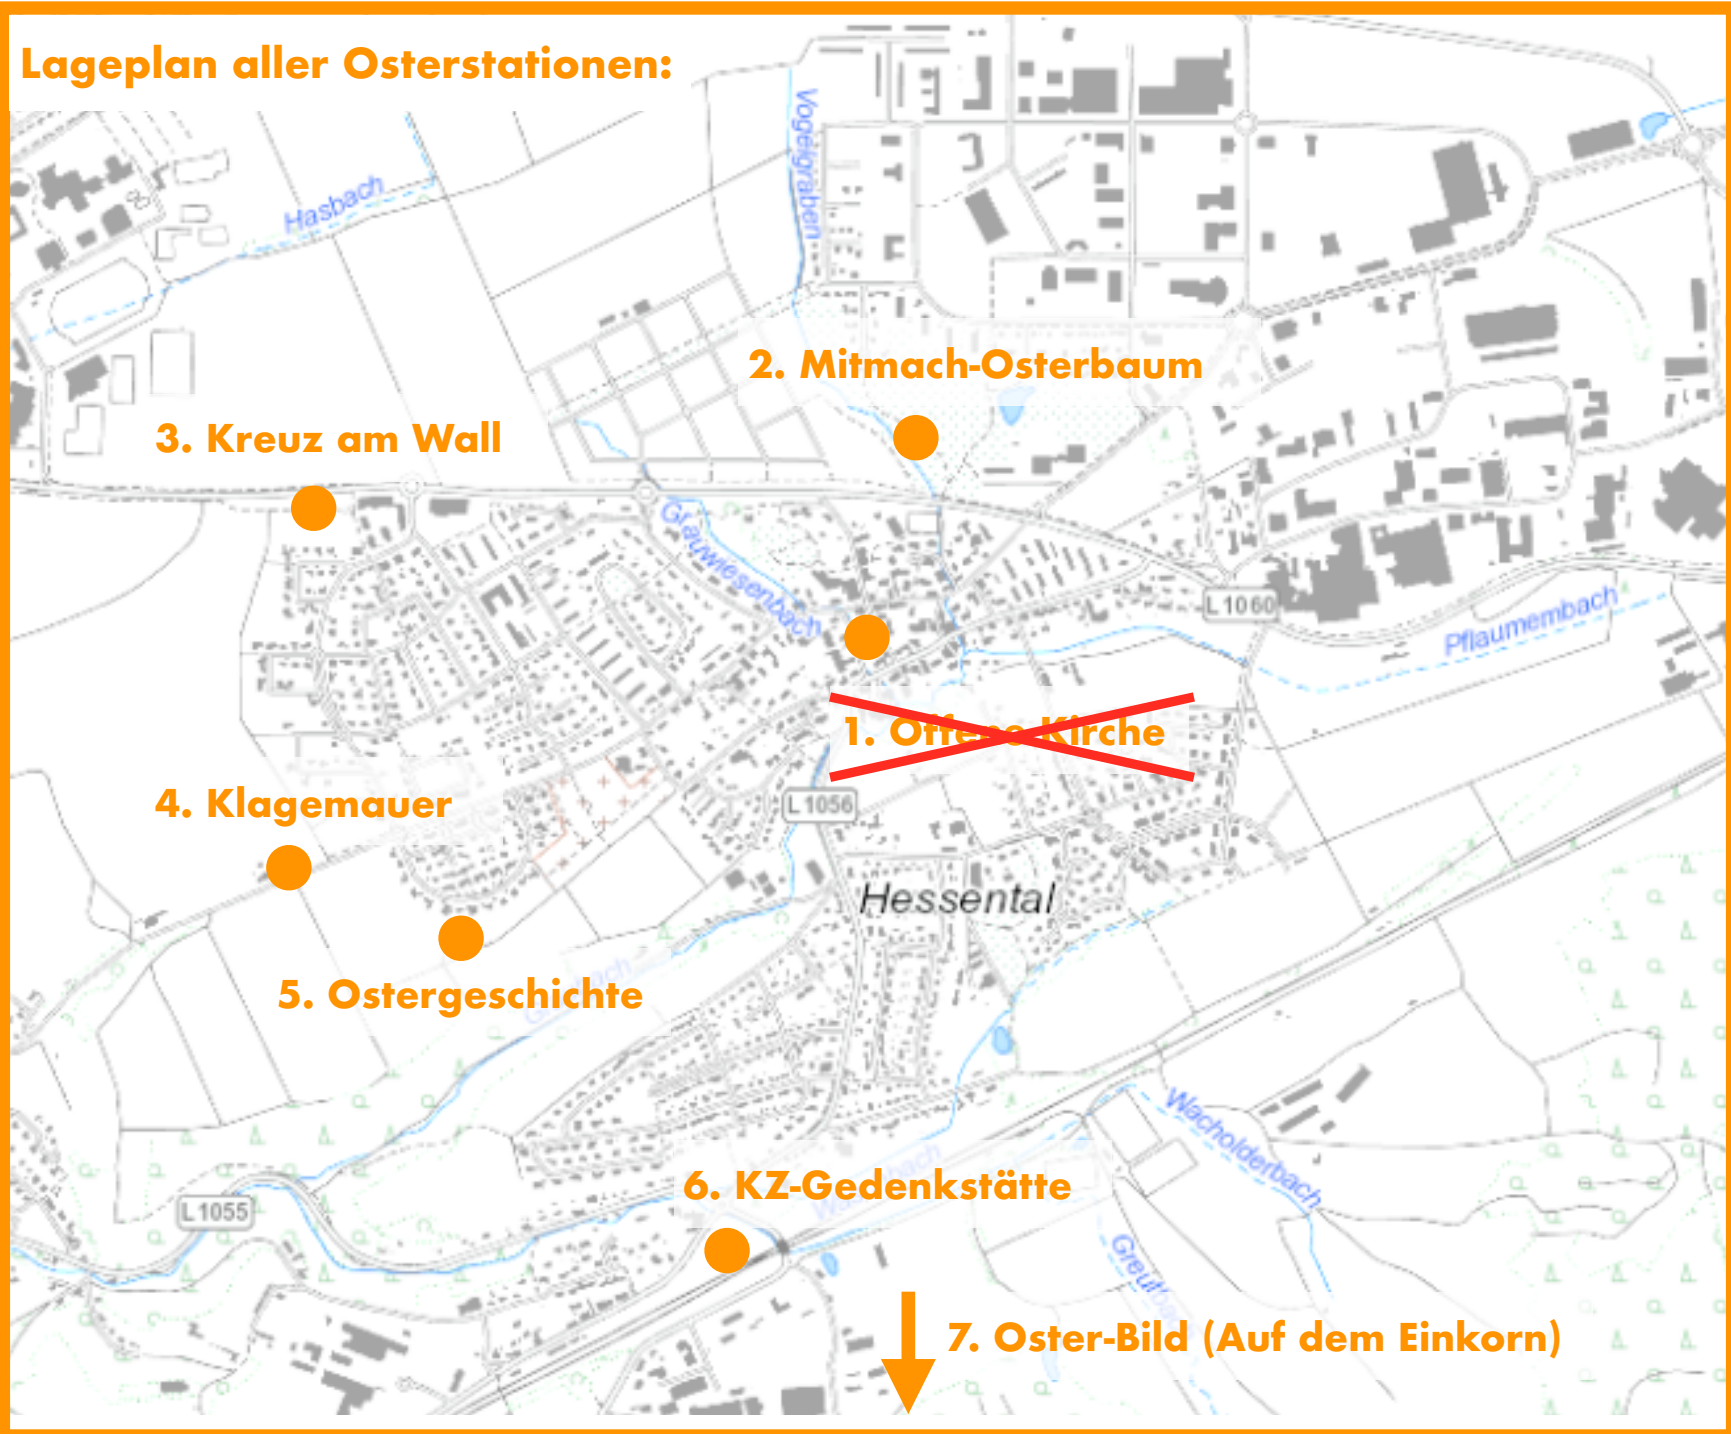 Lageplan aller Osterstationen:
Vogelgraben
Hasbach
2. Mitmach-Osterbaum
3. Kreuz am Wall
Grauwiesenbach
L 1060
Pflaumembach
1. Offene Kirche
4. Klagemauer
L 1056
Hessental
5. Ostergeschichte
Wacholderbach
6. KZ-Gedenkstätte
L 1055
7. Oster-Bild (Auf dem Einkorn)